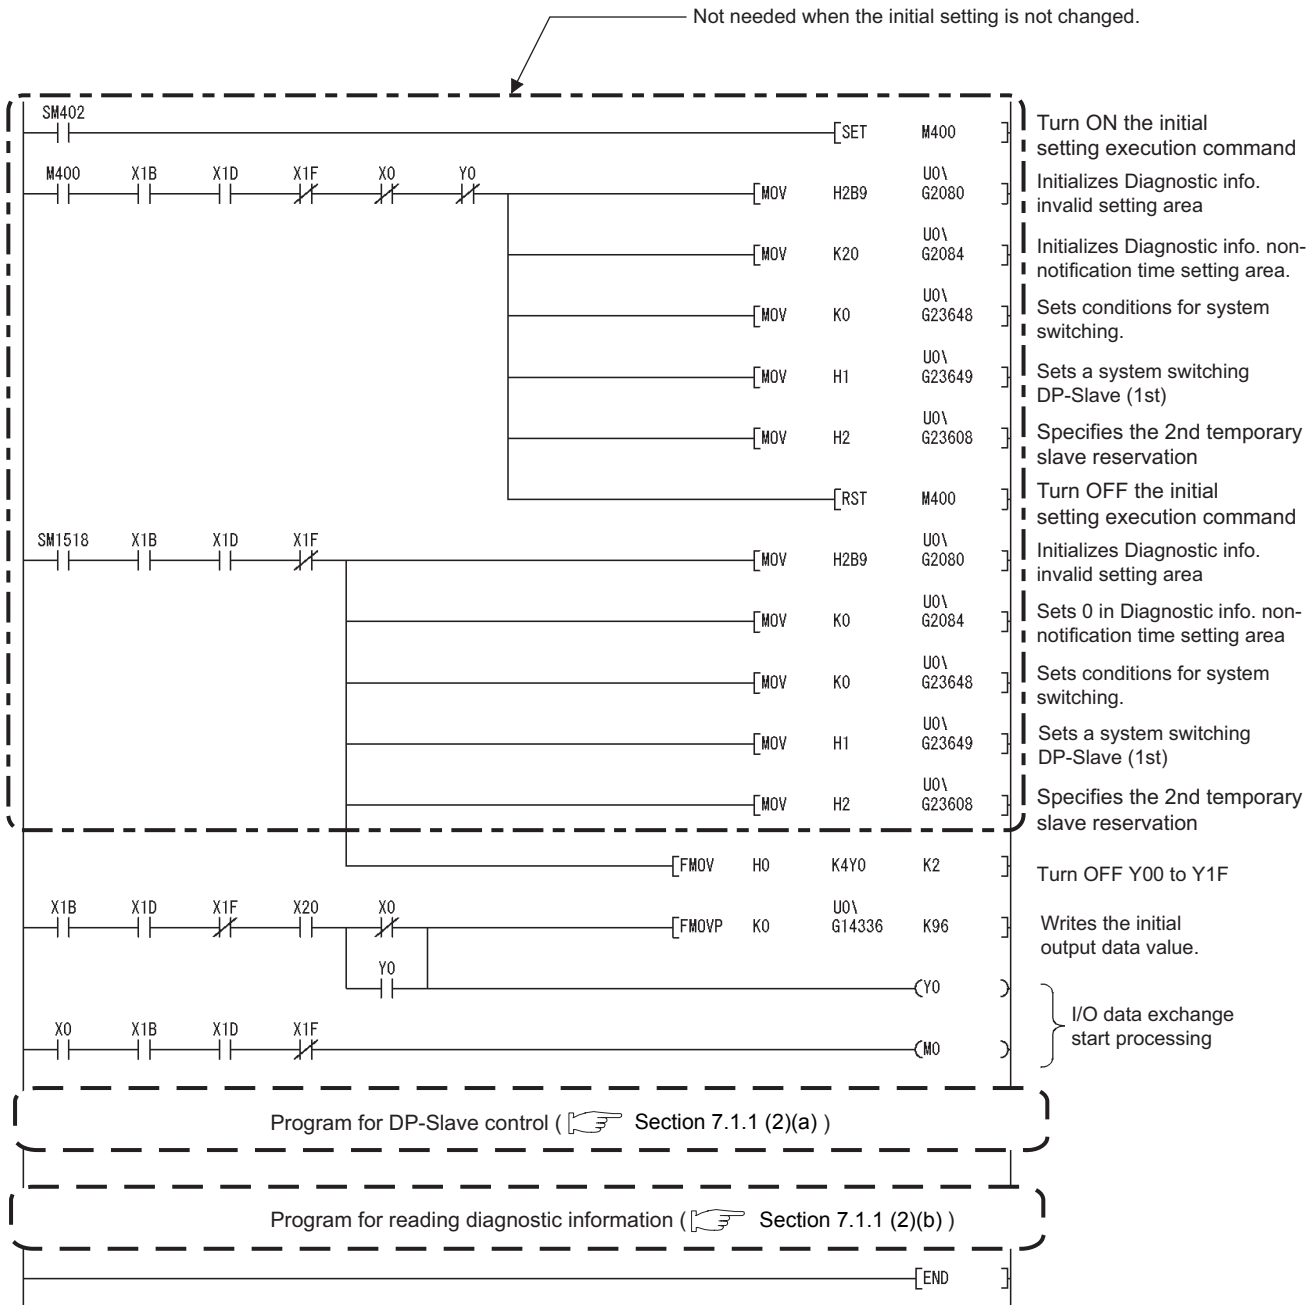 Not needed when the initial setting is not changed.
SM402
[SET M400 ]
Turn ON the initial
setting execution command
M400 X1B X1D X1F X0 Y0
[MOV H2B9 U0\
G2080 ]
Initializes Diagnostic info.
invalid setting area
[MOV K20 U0\
G2084 ]
Initializes Diagnostic info. non-
notification time setting area.
[MOV K0 U0\
G23648 ]
Sets conditions for system
switching.
[MOV H1 U0\
G23649 ]
Sets a system switching
DP-Slave (1st)
[MOV H2 U0\
G23608 ]
Specifies the 2nd temporary
slave reservation
[RST M400 ]
Turn OFF the initial
setting execution command
SM1518 X1B X1D X1F
[MOV H2B9 U0\
G2080 ]
Initializes Diagnostic info.
invalid setting area
[MOV K0 U0\
G2084 ]
Sets 0 in Diagnostic info. non-
notification time setting area
[MOV K0 U0\
G23648 ]
Sets conditions for system
switching.
[MOV H1 U0\
G23649 ]
Sets a system switching
DP-Slave (1st)
[MOV H2 U0\
G23608 ]
Specifies the 2nd temporary
slave reservation
[FMOV H0 K4Y0 K2 ]
Turn OFF Y00 to Y1F
X1B X1D X1F X20 X0
[FMOVP K0 U0\
G14336 K96 ]
Writes the initial
output data value.
Y0
(Y0 )
X0 X1B X1D X1F
(M0 )
I/O data exchange
start processing
Program for DP-Slave control ( Section 7.1.1 (2)(a) )
Program for reading diagnostic information ( Section 7.1.1 (2)(b) )
[END ]